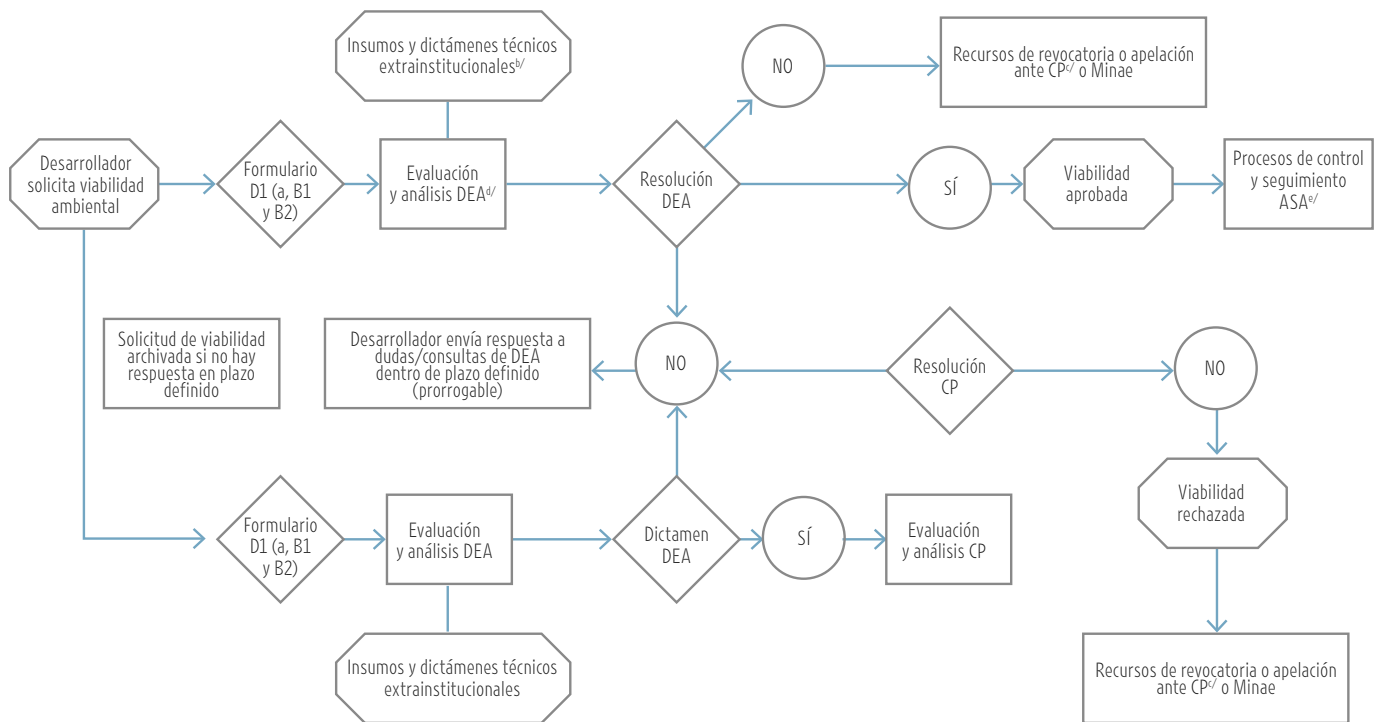 Insumos y dictámenes técnicos
extrainstitucionales b/
NO
Recursos de revocatoria o apelación
ante CP c/ o Minae
Desarrollador
solicita viabilidad
ambiental
Formulario
D1 (a, B1
y B2)
Evaluación
y análisis DEA d/
Resolución
DEA
SÍ
Viabilidad
aprobada
Procesos de control
y seguimiento
ASA e/
Solicitud de viabilidad
archivada si no hay
respuesta en plazo
definido
Desarrollador envía respuesta a
dudas/consultas de DEA
dentro de plazo definido
(prorrogable)
NO
Resolución
CP
NO
Viabilidad
rechazada
Formulario
D1 (a, B1
y B2)
Evaluación
y análisis DEA
Dictamen
DEA
SÍ
Evaluación
y análisis CP
Insumos y dictámenes técnicos
extrainstitucionales
Recursos de revocatoria o apelación
ante CP c/ o Minae